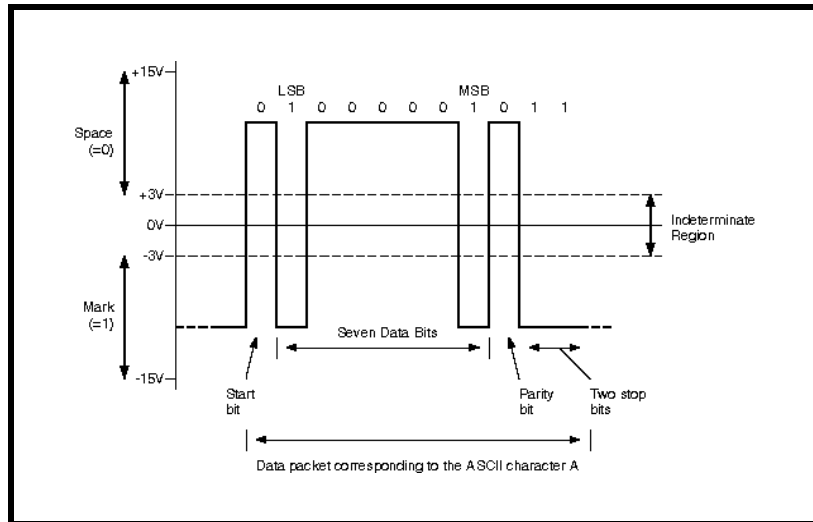 +15V
LSB MSB
0 1 0 0 0 0 0 1 0 1 1
Space
(=0)
+3V
0V
Indeterminate
Region
-3V
Mark
(=1)
Seven Data Bits
-15V
Start
bit
Parity
bit
Two stop
bits
Data packet corresponding to the ASCII character A